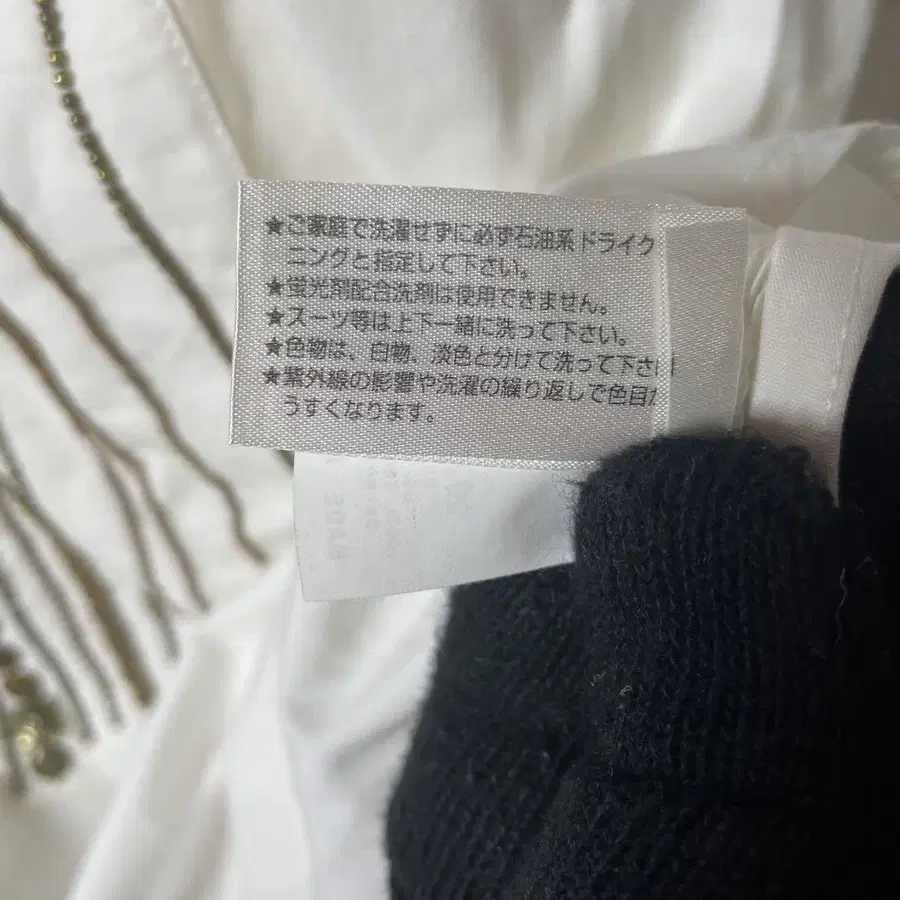 ★ご家庭で洗濯せずに必ず石油系ドライク
ニングと指定して下さい。
★蛍光剤配合洗剤は使用できません。
★スーツ等は上下一緒に洗って下さい。
★色物は、白物、淡色と分けて洗って下さ
★紫外線の影響や洗濯の繰り返しで色目が
うすくなります。